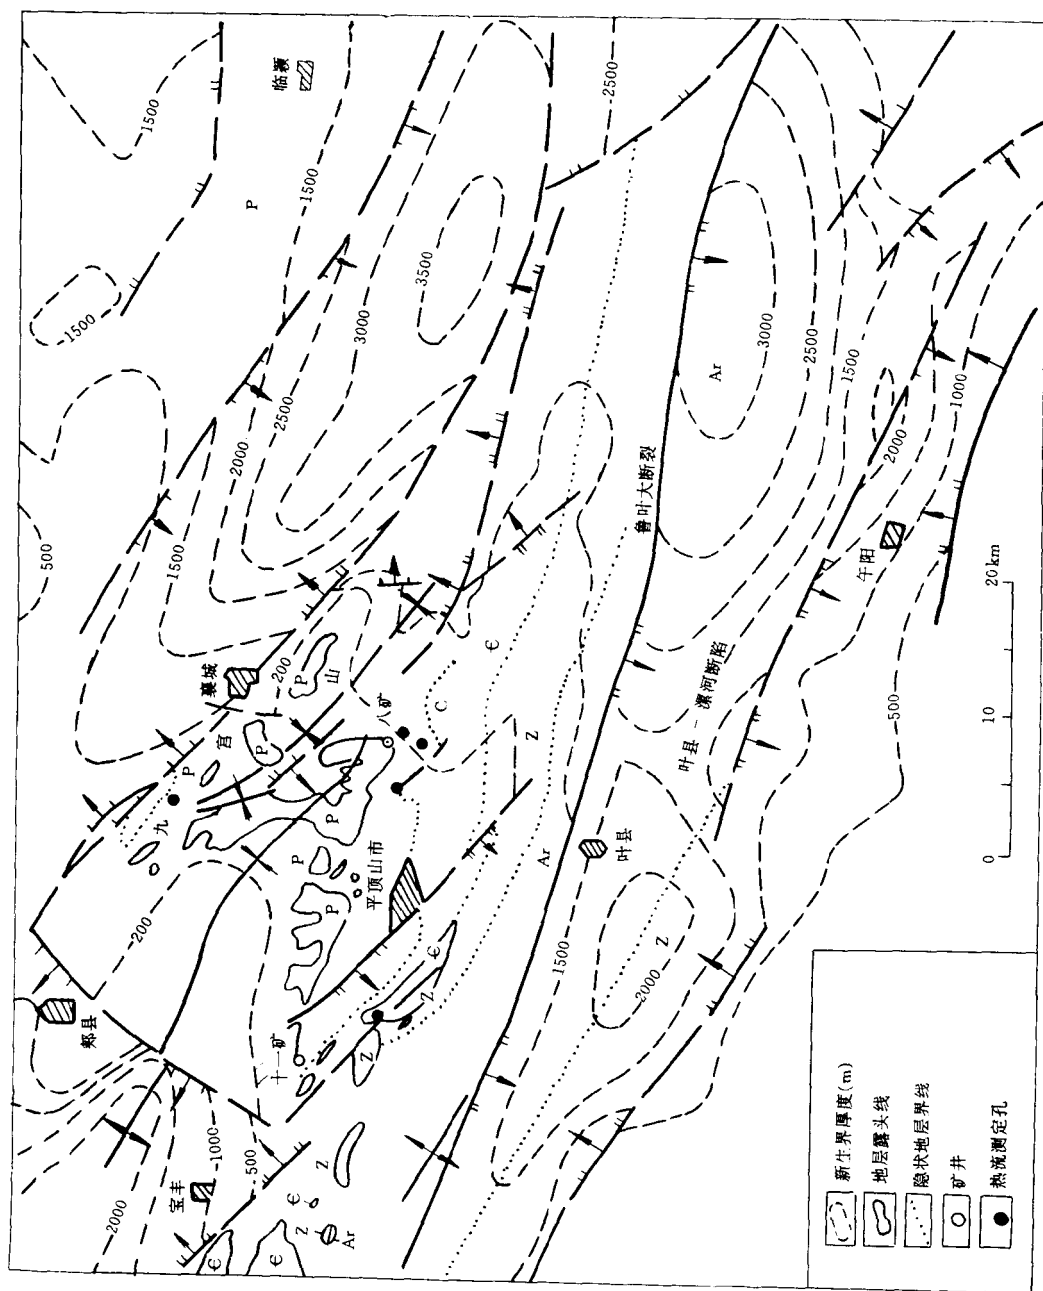 临颍
1500
1500
1500
2500
P
3500
3000
2500
2000
1500
500
3000
Ar
2500
1500
1000
2000
鲁叶大断裂
舞阳
襄城
200
P
山
宫
P
P
九
八矿
C
Є
Z
叶县－漯河断陷
500
P
P
P
平顶山市
200
郏县
十一矿
Є
Z
Z
Ar
叶县
1500
2000
Z
宝丰
1000
500
2000
Z
Є
Z
Ar
Є
Є
0
10
20km
新生界厚度(m)
地层露头线
隐状地层界线
矿井
热流测定孔